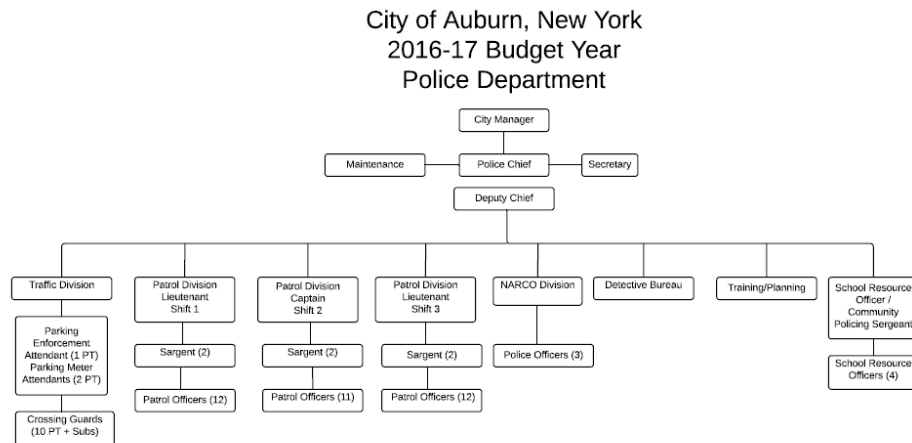 City of Auburn, New York
2016-17 Budget Year
Police Department
City Manager
Maintenance
Police Chief
Secretary
Deputy Chief
Traffic Division
Patrol Division
Lieutenant
Shift 1
Patrol Division
Captain
Shift 2
Patrol Division
Lieutenant
Shift 3
NARCO Division
Detective Bureau
Training/Planning
School Resource
Officer /
Community
Policing Sergeant
Parking
Enforcement
Attendant (1 PT)
Parking Meter
Attendants (2 PT)
Sargent (2)
Sargent (2)
Sargent (2)
Police Officers (3)
School Resource
Officers (4)
Patrol Officers (12)
Patrol Officers (11)
Patrol Officers (12)
Crossing Guards
(10 PT + Subs)